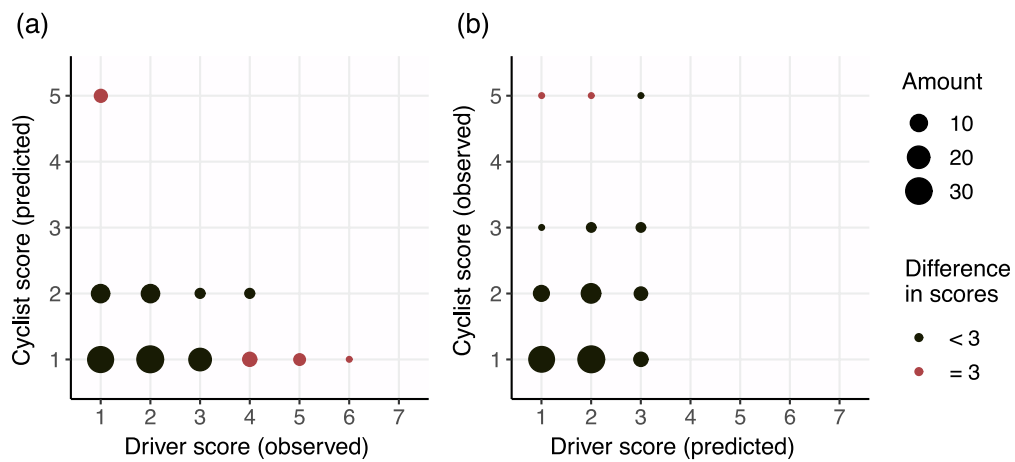 (a)
5
4
3
2
1
Cyclist score (predicted)
1 2 3 4 5 6 7
Driver score (observed)
(b)
5
4
3
2
1
Cyclist score (observed)
1 2 3 4 5 6 7
Driver score (predicted)
Amount
10
20
30
Difference
in scores
< 3
= 3